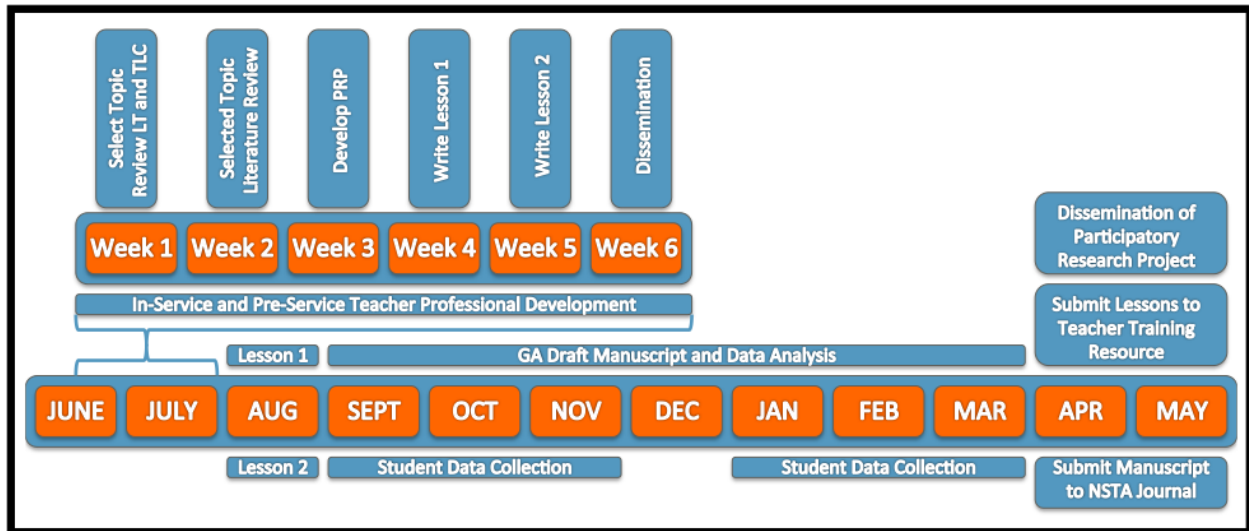 Select Topic
Review LT and TLC
Selected Topic
Literature Review
Develop PRP
Write Lesson 1
Write Lesson 2
Dissemination
Week 1
Week 2
Week 3
Week 4
Week 5
Week 6
In-Service and Pre-Service Teacher Professional Development
Dissemination of
Participatory
Research Project
Submit Lessons to
Teacher Training
Resource
Lesson 1
GA Draft Manuscript and Data Analysis
JUNE
JULY
AUG
SEPT
OCT
NOV
DEC
JAN
FEB
MAR
APR
MAY
Lesson 2
Student Data Collection
Student Data Collection
Submit Manuscript
to NSTA Journal